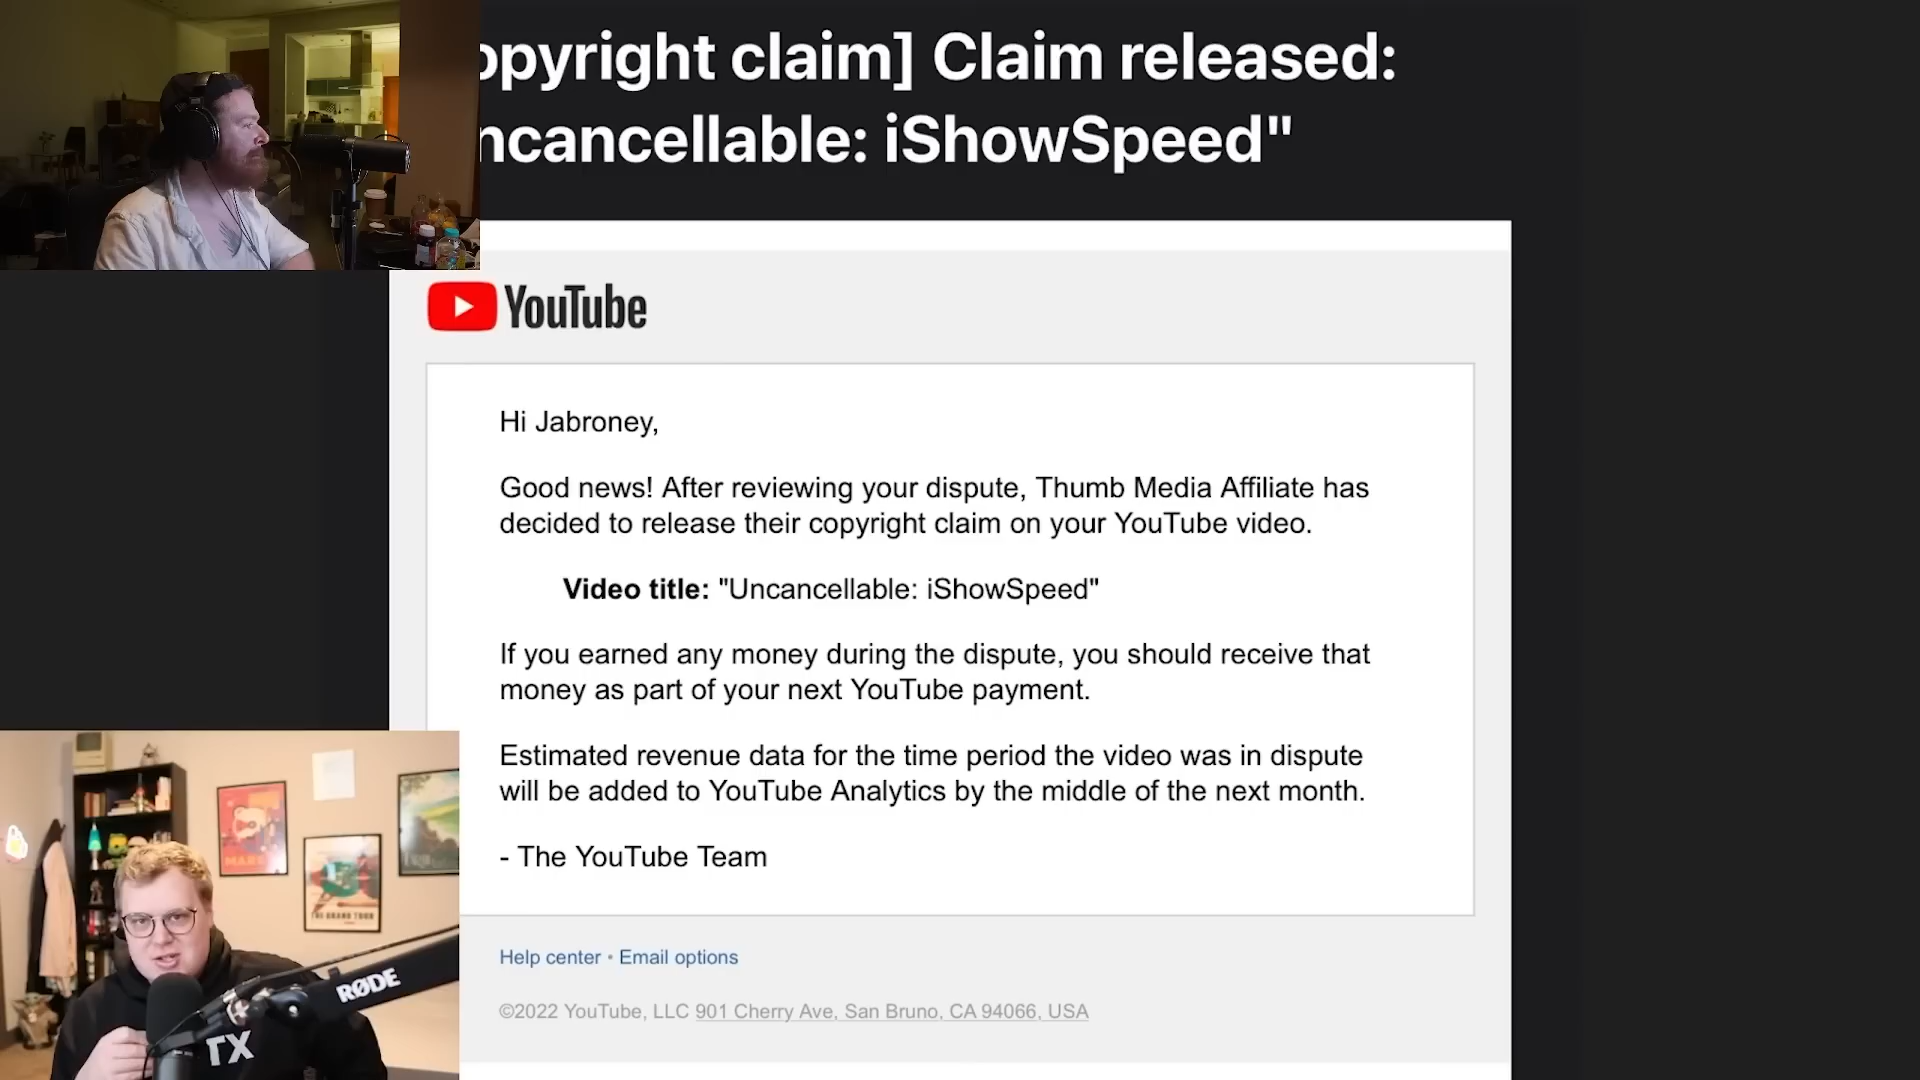 opyright claim] Claim released:
ncancellable: iShowSpeed"
YouTube
Hi Jabroney,
Good news! After reviewing your dispute, Thumb Media Affiliate has
decided to release their copyright claim on your YouTube video.
Video title: "Uncancellable: iShowSpeed"
If you earned any money during the dispute, you should receive that
money as part of your next YouTube payment.
Estimated revenue data for the time period the video was in dispute
will be added to YouTube Analytics by the middle of the next month.
- The YouTube Team
MARS
THE GRAND TOUR
RØDE
TX
Help center • Email options
©2022 YouTube, LLC 901 Cherry Ave, San Bruno, CA 94066, USA